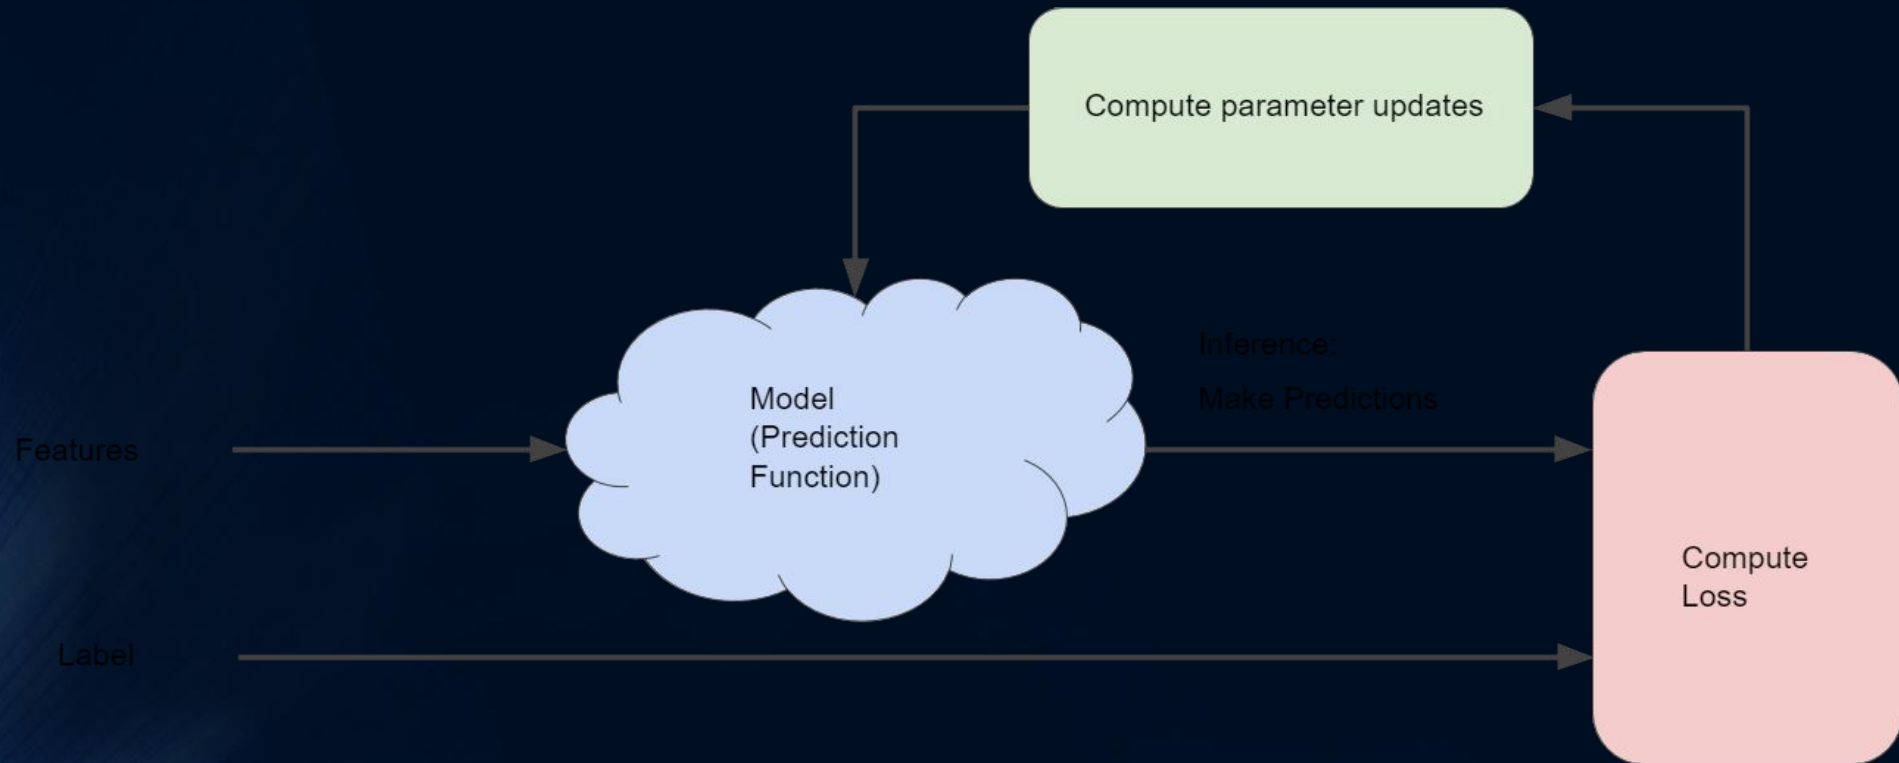 Compute parameter updates
Inference:
Make Predictions
Model
(Prediction
Function)
Features
Compute
Loss
Label